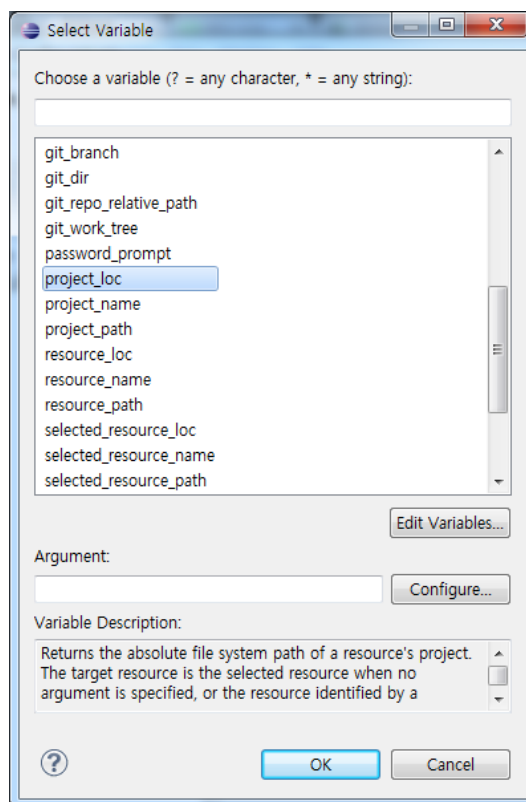 Select Variable
Choose a variable (? = any character, * = any string):
git_branch
git_dir
git_repo_relative_path
git_work_tree
password_prompt
project_loc
project_name
project_path
resource_loc
resource_name
resource_path
selected_resource_loc
selected_resource_name
selected_resource_path
Edit Variables...
Argument:
Configure...
Variable Description:
Returns the absolute file system path of a resource's project.
The target resource is the selected resource when no
argument is specified, or the resource identified by a
?
OK Cancel